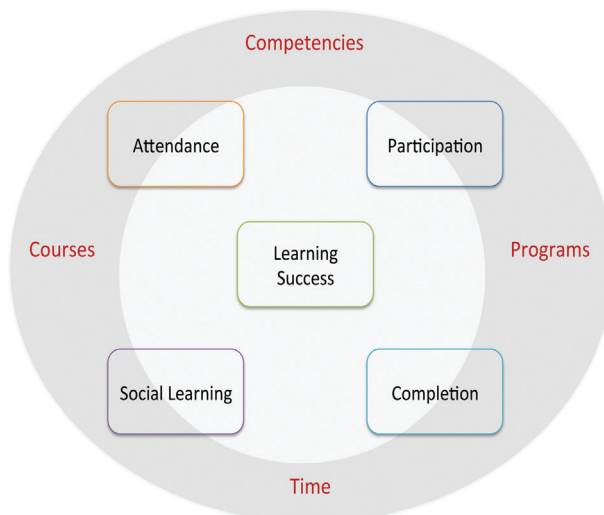 Competencies
Attendance
Participation
Courses
Learning
Success
Programs
Social Learning
Completion
Time